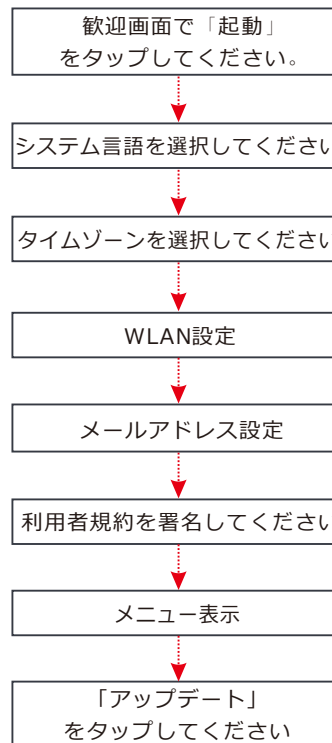 歓迎画面で「起動」
をタップしてください。
システム言語を選択してください
タイムゾーンを選択してください
WLAN設定
メールアドレス設定
利用者規約を署名してください
メニュー表示
「アップデート」
をタップしてください